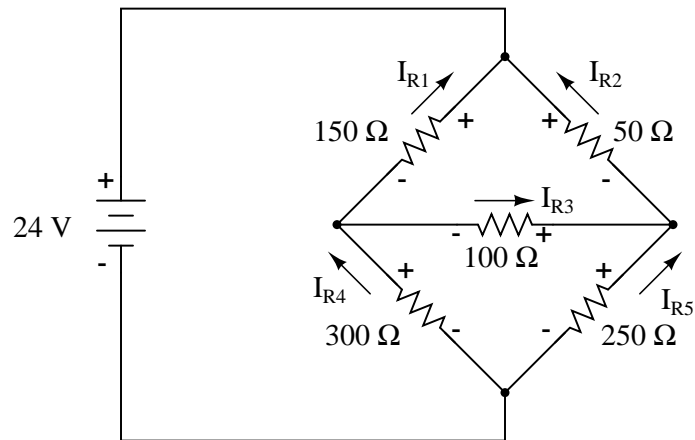 I_R1 I_R2
+ +
150 Ω 50 Ω
- -
+
24 V
I_R3
- +
100 Ω
-
+ +
I_R4 I_R5
- -
300 Ω 250 Ω